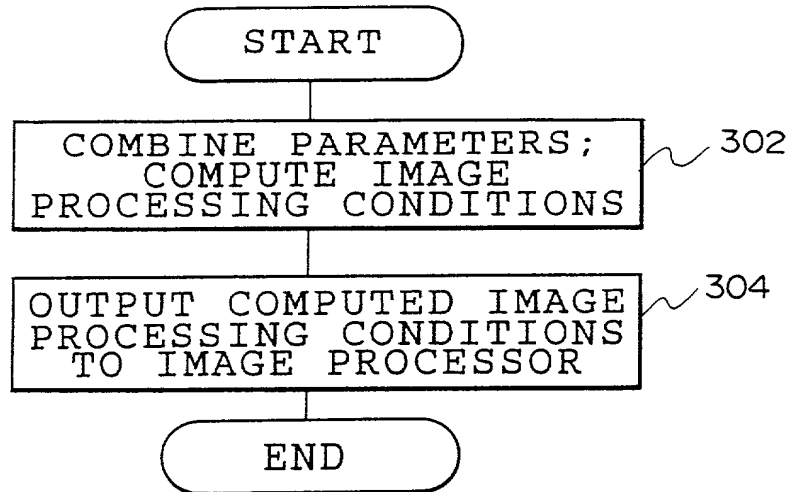 START
COMBINE PARAMETERS;
COMPUTE IMAGE
PROCESSING CONDITIONS
302
OUTPUT COMPUTED IMAGE
PROCESSING CONDITIONS
TO IMAGE PROCESSOR
304
END